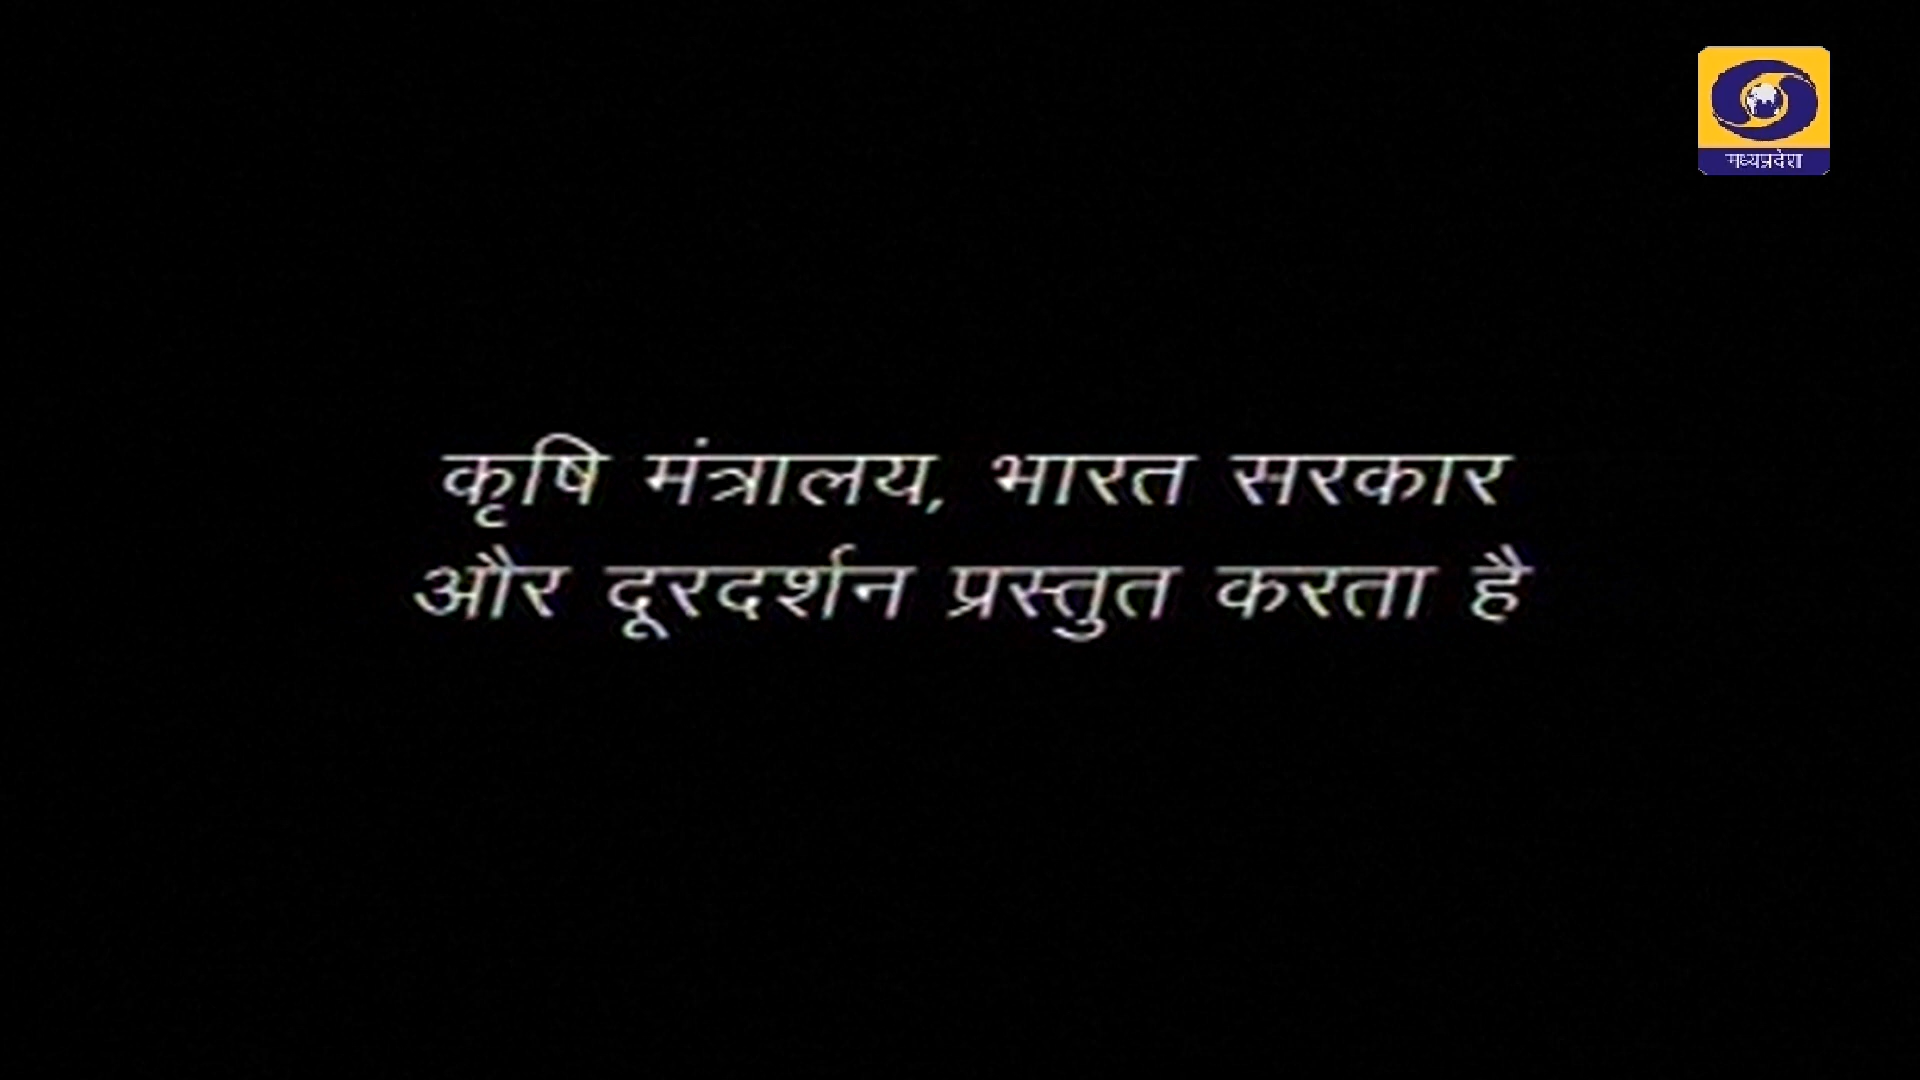 मध्यप्रदेश
कृषि मंत्रालय, भारत सरकार
और दूरदर्शन प्रस्तुत करता है